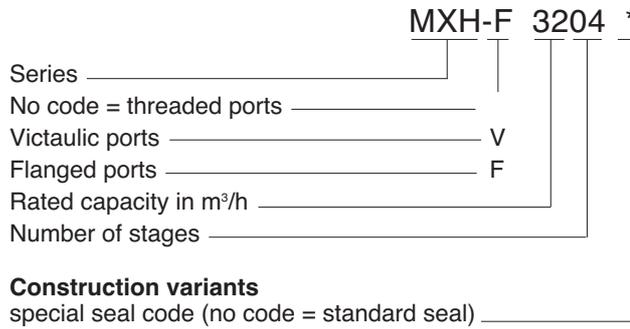 MXH-F 3204 *
Series
No code = threaded ports
Victaulic ports V
Flanged ports F
Rated capacity in m³/h
Number of stages
Construction variants
special seal code (no code = standard seal)